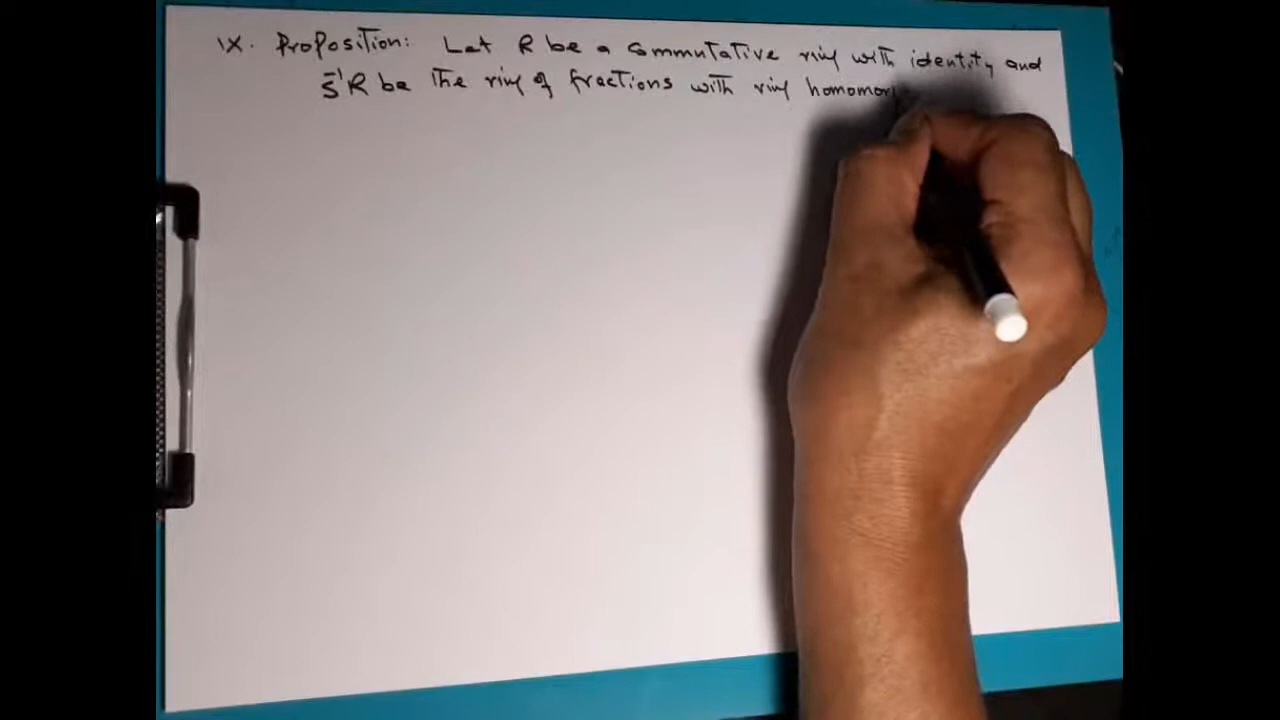 IX. Proposition: Let R be a commutative ring with identity and
S⁻¹R be the ring of fractions with ring homomor